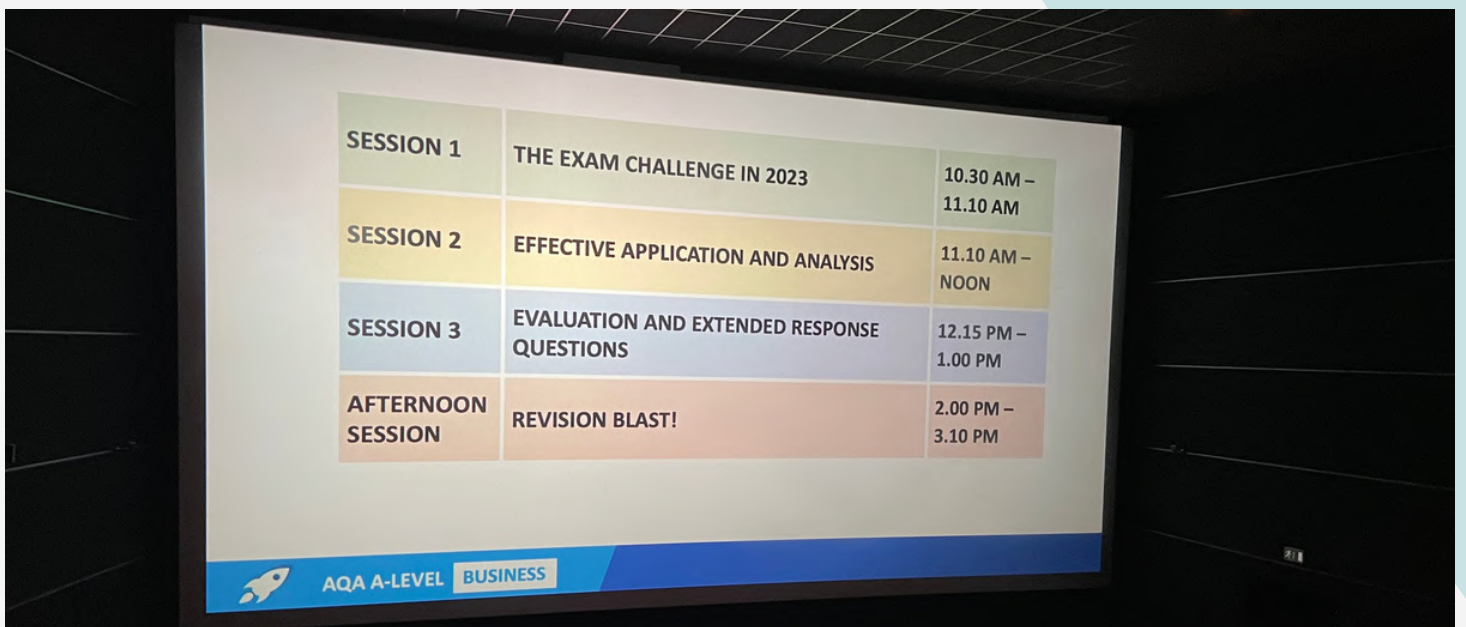 SESSION 1
THE EXAM CHALLENGE IN 2023
10.30 AM –
11.10 AM
SESSION 2
EFFECTIVE APPLICATION AND ANALYSIS
11.10 AM –
NOON
SESSION 3
EVALUATION AND EXTENDED RESPONSE
QUESTIONS
12.15 PM –
1.00 PM
AFTERNOON
SESSION
REVISION BLAST!
2.00 PM –
3.10 PM
AQA A-LEVEL BUSINESS